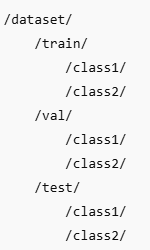 /dataset/
    /train/
        /class1/
        /class2/
    /val/
        /class1/
        /class2/
    /test/
        /class1/
        /class2/